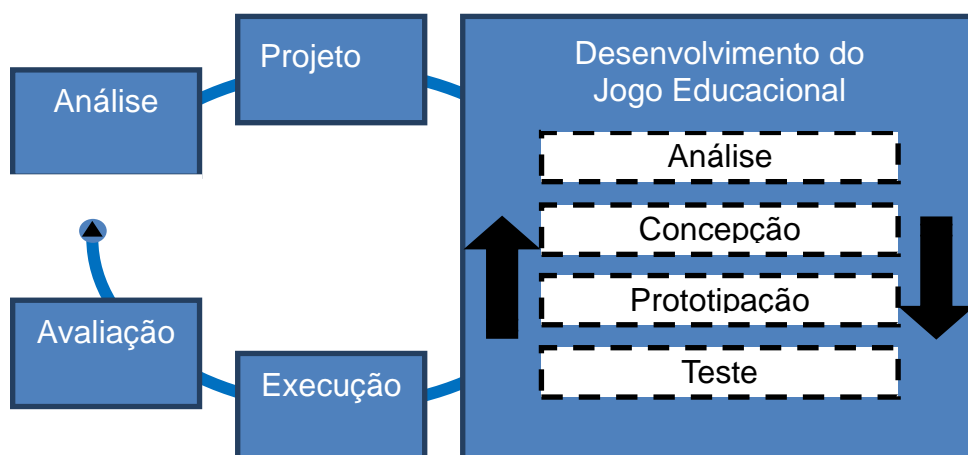 Análise
Projeto
Desenvolvimento do
Jogo Educacional
Análise
Concepção
Prototipação
Teste
Avaliação
Execução